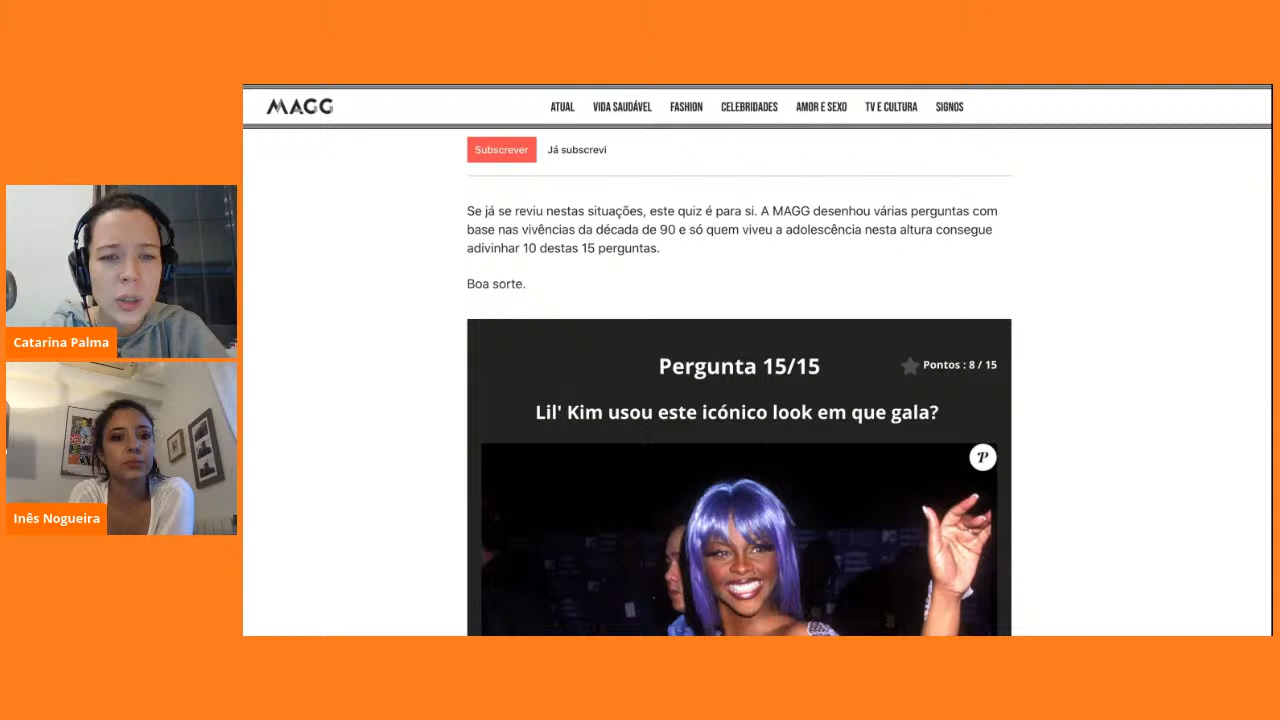 MAGG
ATUAL VIDA SAUDÁVEL FASHION CELEBRIDADES AMOR E SEXO TV E CULTURA SIGNOS
Subscrever Já subscrevi
Se já se reviu nestas situações, este quiz é para si. A MAGG desenhou várias perguntas com
base nas vivências da década de 90 e só quem viveu a adolescência nesta altura consegue
adivinhar 10 destas 15 perguntas.
Boa sorte.
Pergunta 15/15
Pontos : 8 / 15
Lil' Kim usou este icónico look em que gala?
P
Catarina Palma
Inês Nogueira